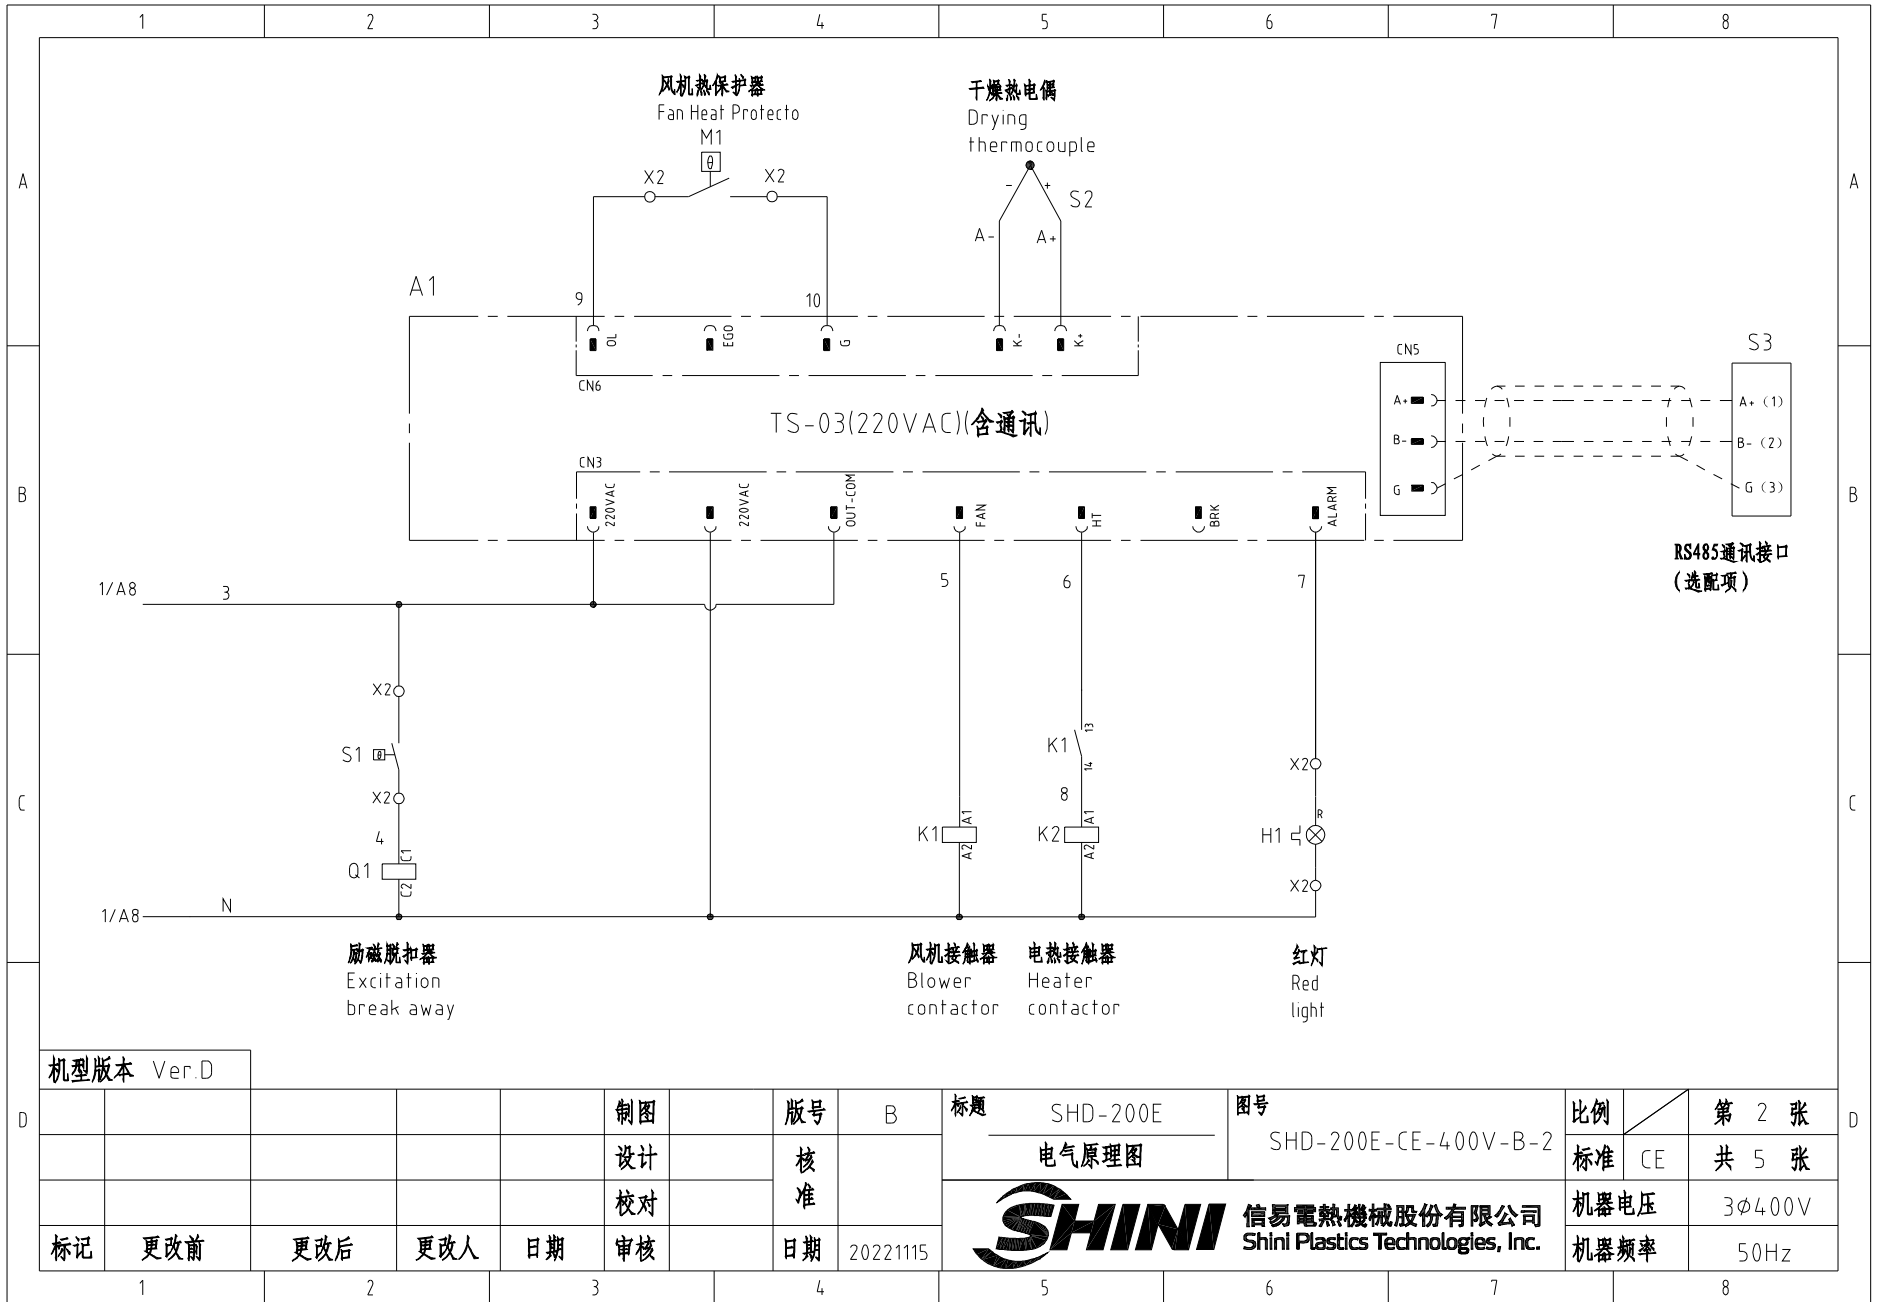 1 2 3 4 5 6 7 8
风机热保护器
Fan Heat Protecto
M1
θ
X2 X2
干燥热电偶
Drying
thermocouple
- +
S2
A- A+
A A
A1
9 10
OL EGO G K- K+
CN6
TS-03(220VAC)(含通讯)
CN5
A+
B-
G
S3
A+ (1)
B- (2)
G (3)
RS485通讯接口
(选配项)
B B
CN3
220VAC 220VAC OUT-COM FAN HT BRK ALARM
1/A8 3
5 6 7
X2
S1 θ
X2
4
Q1 C1 C2
K1 13 14
8
K1 A1 A2
K2 A1 A2
X2
R
H1
X2
C C
1/A8 N
励磁脱扣器
Excitation
break away
风机接触器
Blower
contactor
电热接触器
Heater
contactor
红灯
Red
light
机型版本 Ver.D
D D
制图 版号 B
设计 核
校对 准
标记 更改前 更改后 更改人 日期 审核 日期 20221115
标题 SHD-200E
电气原理图
图号
SHD-200E-CE-400V-B-2
比例 第 2 张
标准 CE 共 5 张
机器电压 3Φ400V
机器频率 50Hz
SHINI
信易電熱機械股份有限公司
Shini Plastics Technologies, Inc.
1 2 3 4 5 6 7 8